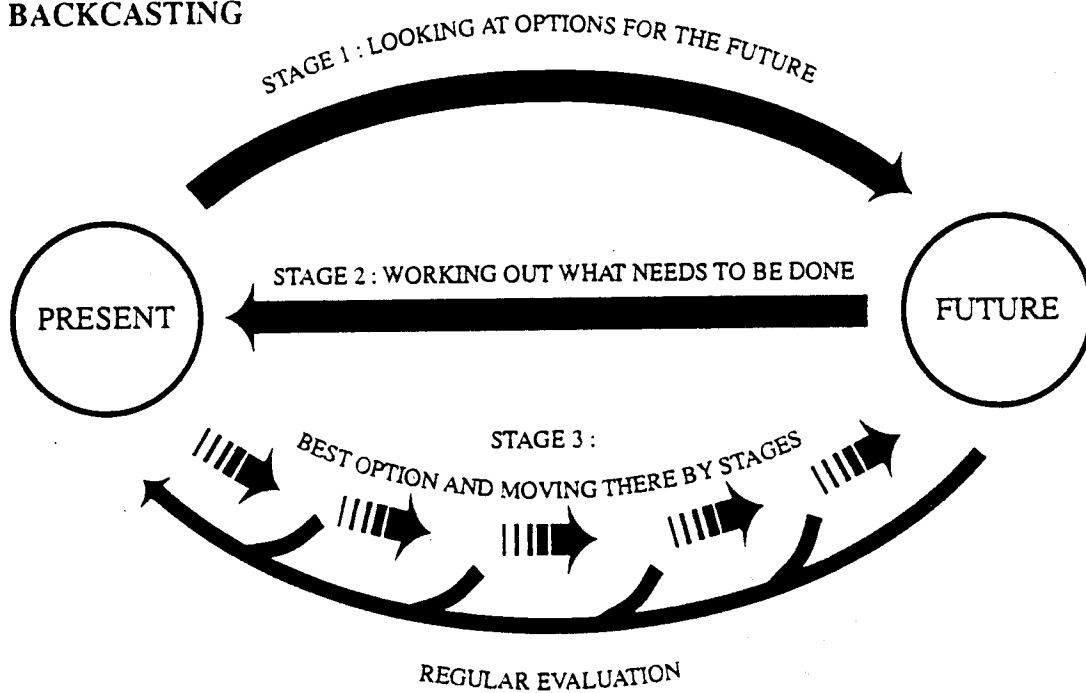 BACKCASTING
STAGE 1 : LOOKING AT OPTIONS FOR THE FUTURE
STAGE 2 : WORKING OUT WHAT NEEDS TO BE DONE
PRESENT
FUTURE
STAGE 3 :
BEST OPTION AND MOVING THERE BY STAGES
REGULAR EVALUATION